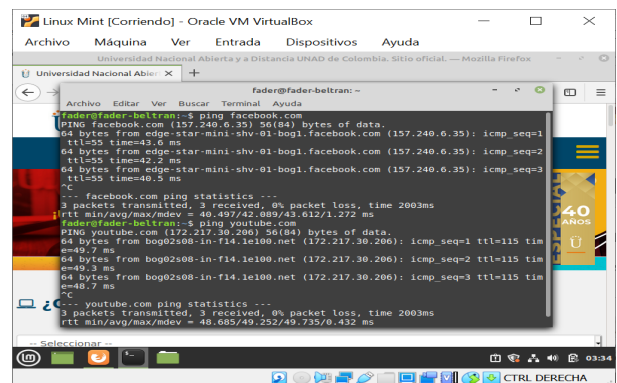 Linux Mint [Corriendo] - Oracle VM VirtualBox
Archivo Máquina Ver Entrada Dispositivos Ayuda
Universidad Nacional Abierta y a Distancia UNAD de Colombia. Sitio oficial. — Mozilla Firefox
Universidad Nacional Abier
fader@fader-beltran: ~
Archivo Editar Ver Buscar Terminal Ayuda
fader@fader-beltran:~$ ping facebook.com
PING facebook.com (157.240.6.35) 56(84) bytes of data.
64 bytes from edge-star-mini-shv-01-bog1.facebook.com (157.240.6.35): icmp_seq=1
ttl=55 time=43.6 ms
64 bytes from edge-star-mini-shv-01-bog1.facebook.com (157.240.6.35): icmp_seq=2
ttl=55 time=42.2 ms
64 bytes from edge-star-mini-shv-01-bog1.facebook.com (157.240.6.35): icmp_seq=3
ttl=55 time=40.5 ms
^C
--- facebook.com ping statistics ---
3 packets transmitted, 3 received, 0% packet loss, time 2003ms
rtt min/avg/max/mdev = 40.497/42.089/43.612/1.272 ms
fader@fader-beltran:~$ ping youtube.com
PING youtube.com (172.217.30.206) 56(84) bytes of data.
64 bytes from bog02s08-in-f14.1e100.net (172.217.30.206): icmp_seq=1 ttl=115 tim
e=49.7 ms
64 bytes from bog02s08-in-f14.1e100.net (172.217.30.206): icmp_seq=2 ttl=115 tim
e=49.3 ms
64 bytes from bog02s08-in-f14.1e100.net (172.217.30.206): icmp_seq=3 ttl=115 tim
e=48.7 ms
^C
--- youtube.com ping statistics ---
3 packets transmitted, 3 received, 0% packet loss, time 2003ms
rtt min/avg/max/mdev = 48.685/49.252/49.735/0.432 ms
40
AÑOS
-- Seleccionar --
03:34
CTRL DERECHA